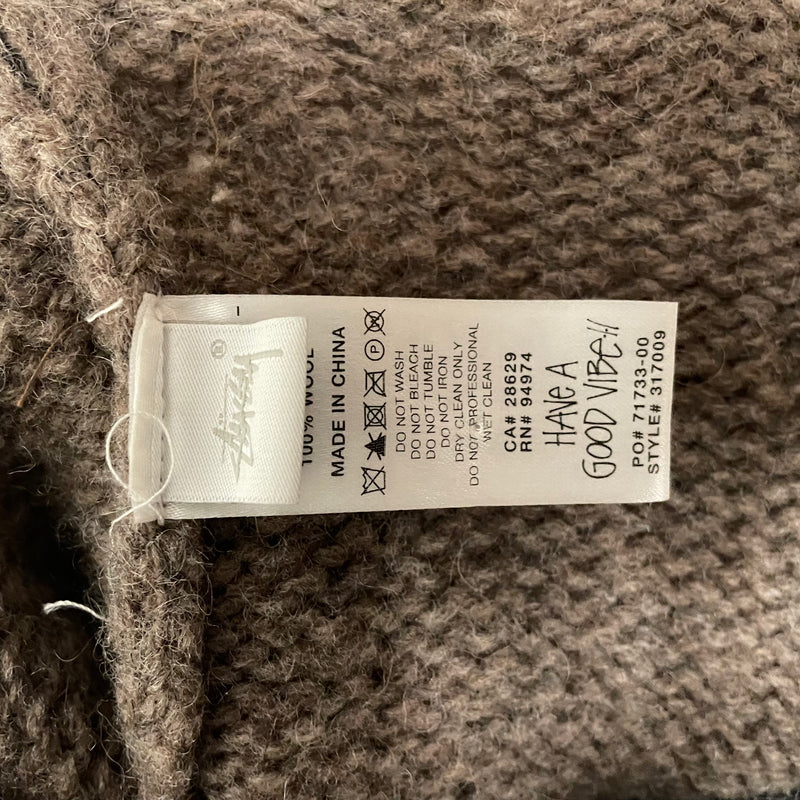 Stüssy®
100% WOOL
MADE IN CHINA
DO NOT WASH
DO NOT BLEACH
DO NOT TUMBLE
DO NOT IRON
DRY CLEAN ONLY
DO NOT PROFESSIONAL
WET CLEAN
CA# 28629
RN# 94974
HAVE A
GOOD VIBE!!
PO# 71733-00
STYLE# 317009